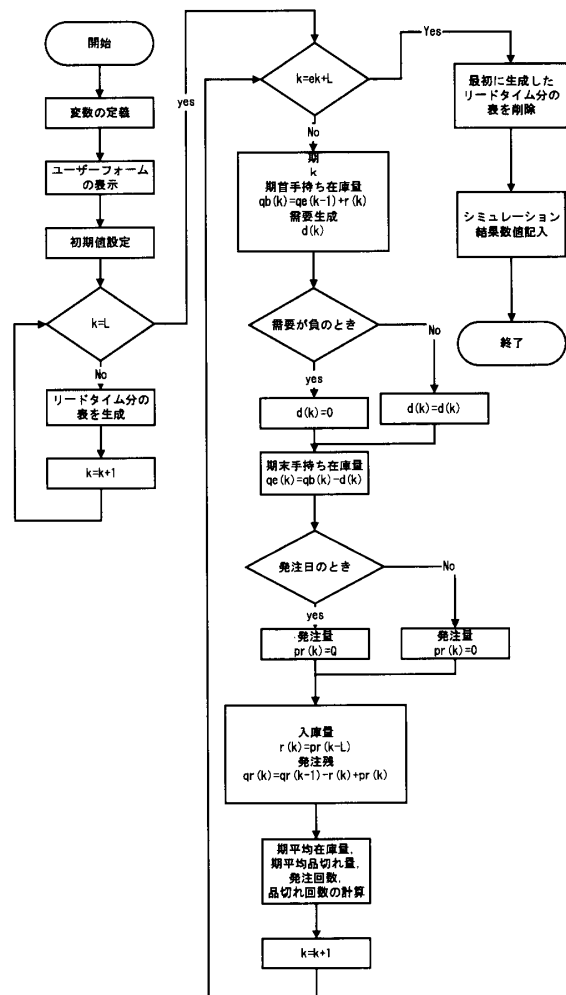 開始
変数の定義
ユーザーフォーム
の表示
初期値設定
k=L
yes
No
リードタイム分の
表を生成
k=k+1
k=ek+L
Yes
No
期
k
期首手持ち在庫量
qb(k)=qe(k-1)+r(k)
需要生成
d(k)
需要が負のとき
No
yes
d(k)=0
d(k)=d(k)
期末手持ち在庫量
qe(k)=qb(k)-d(k)
発注日のとき
No
yes
発注量
pr(k)=Q
発注量
pr(k)=0
入庫量
r(k)=pr(k-L)
発注残
qr(k)=qr(k-1)-r(k)+pr(k)
期平均在庫量,
期平均品切れ量,
発注回数,
品切れ回数の計算
k=k+1
最初に生成した
リードタイム分の
表を削除
シミュレーション
結果数値記入
終了